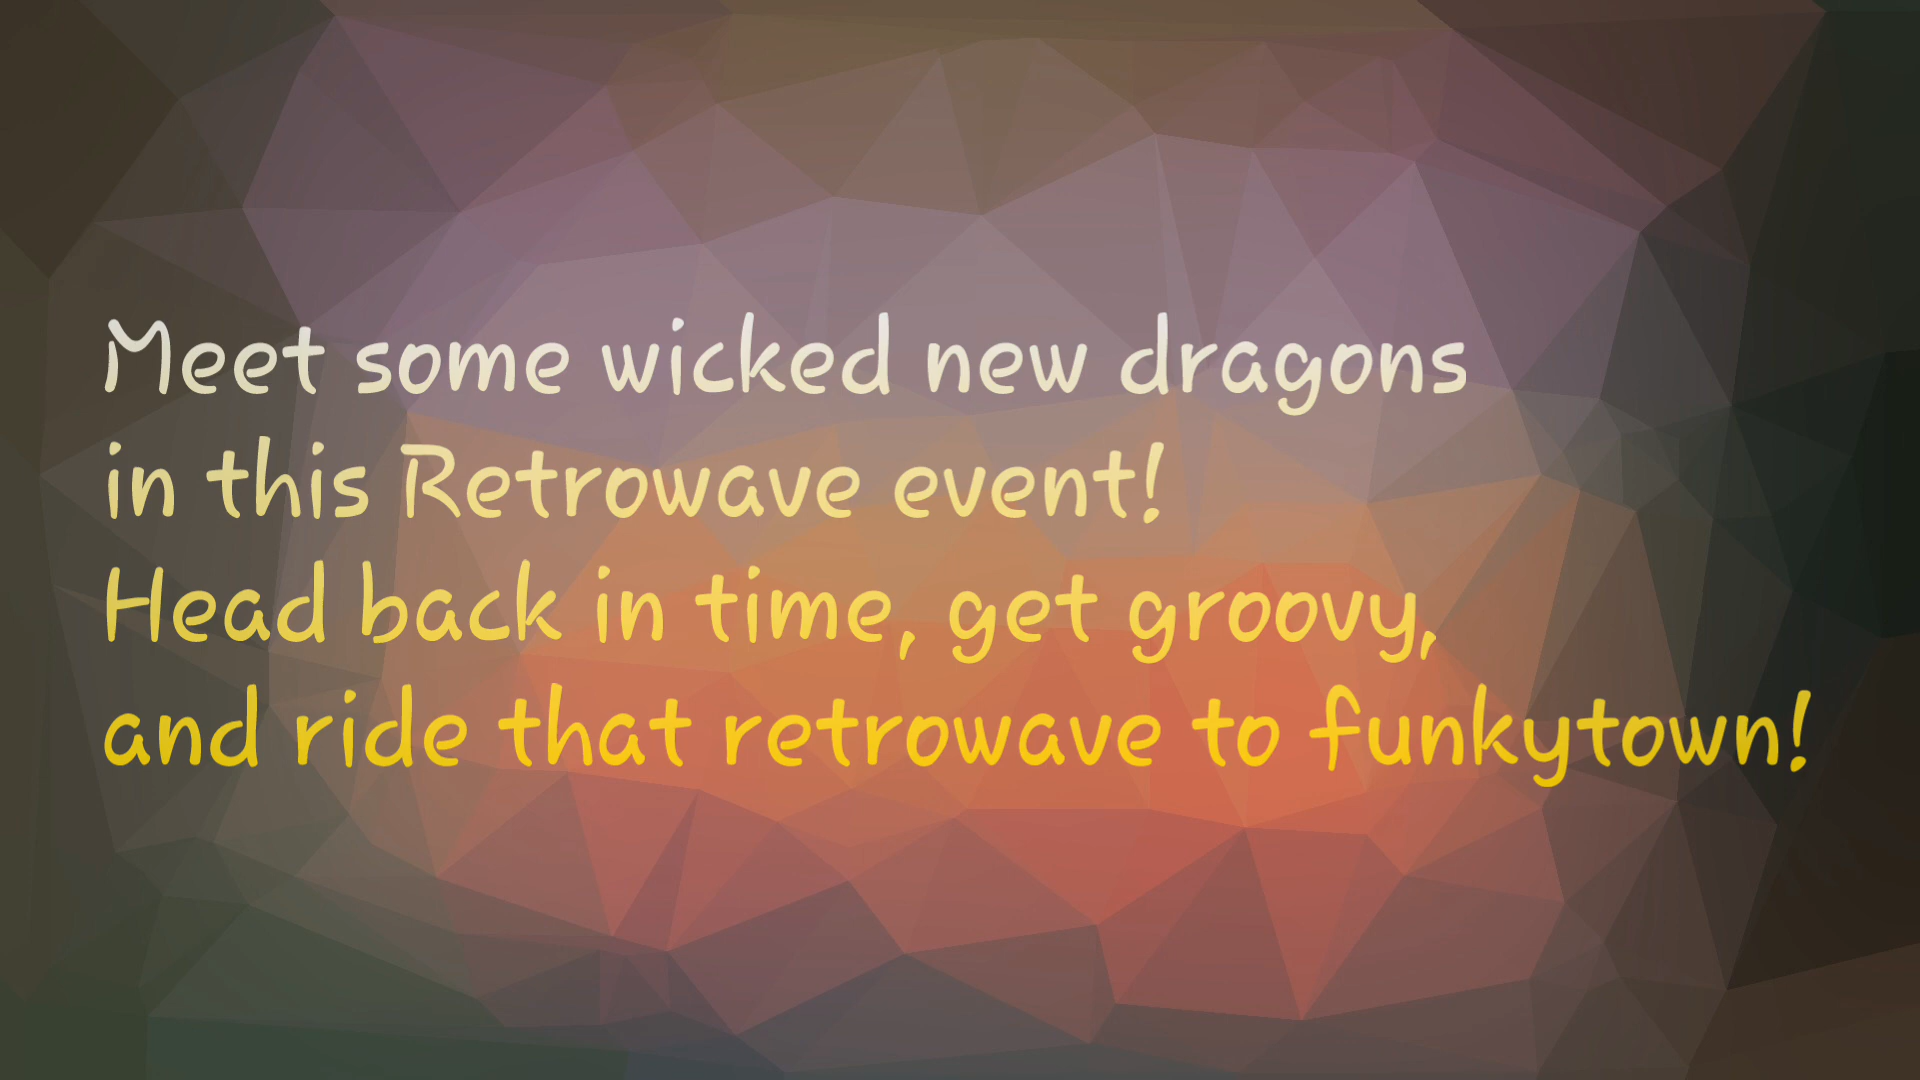 Meet some wicked new dragons
in this Retrowave event!
Head back in time, get groovy,
and ride that retrowave to funkytown!